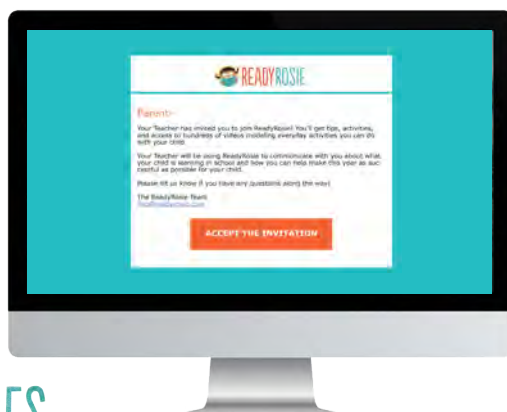 READYROSIE
Parent-
Your Teacher has invited you to join ReadyRosie! You'll get tips, activities,
and access to hundreds of videos modeling everyday activities you can do
with your child.
Your Teacher will be using ReadyRosie to communicate with you about what
your child is learning in school and how you can help make this year as suc-
cessful as possible for your child.
Please let us know if you have any questions along the way!
The ReadyRosie Team
ACCEPT THE INVITATION